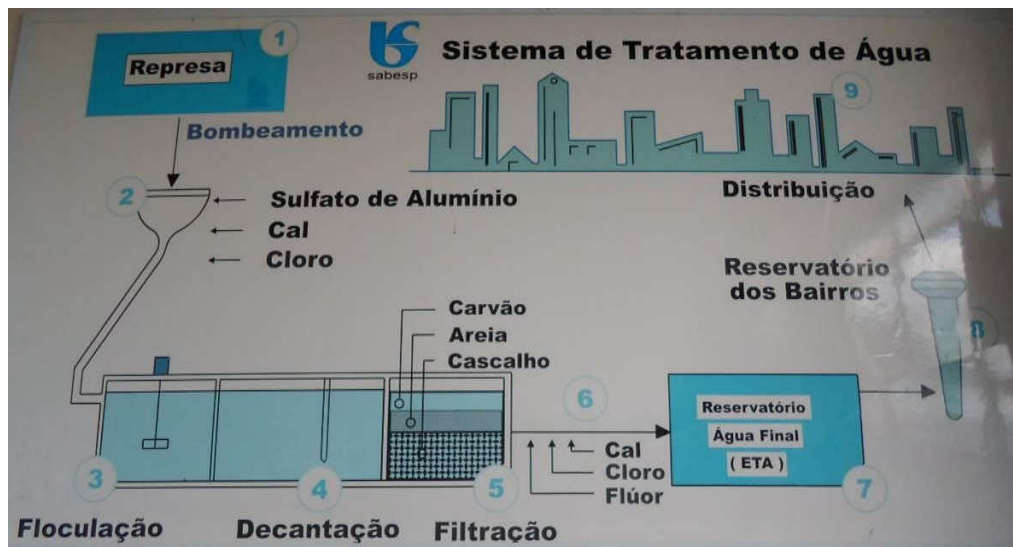 1
Represa
sabesp
Sistema de Tratamento de Água
9
Bombeamento
2
Sulfato de Alumínio
Cal
Cloro
Distribuição
Reservatório
dos Bairros
8
Carvão
Areia
Cascalho
3
Floculação
4
Decantação
5
Filtração
6
Cal
Cloro
Flúor
Reservatório
Água Final
( ETA )
7